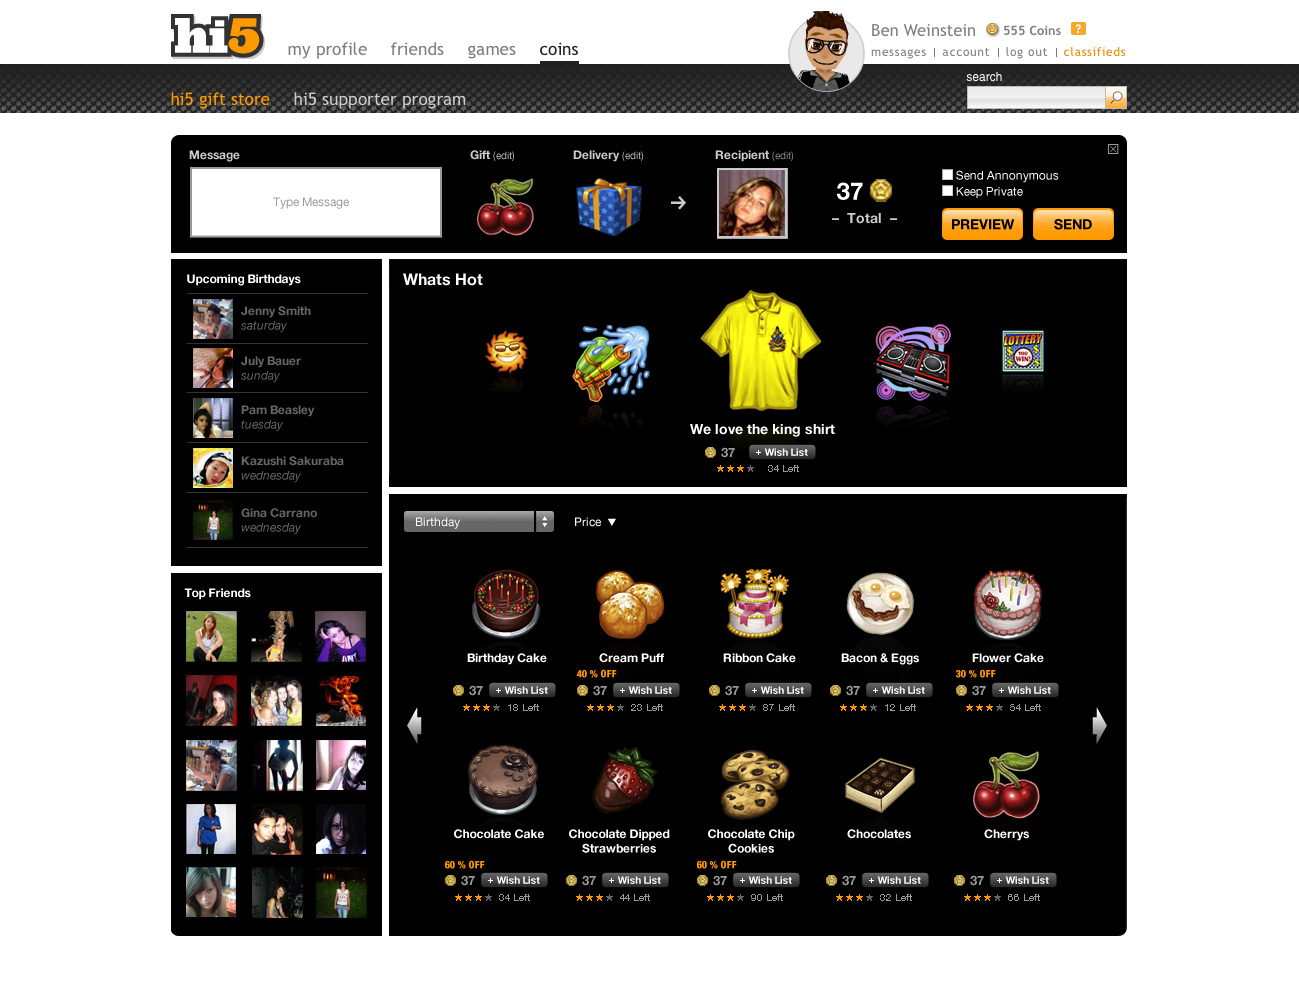 hi5
my profile friends games coins
Ben Weinstein 555 Coins ?
messages | account | log out | classifieds
search
hi5 gift store hi5 supporter program
Message Gift (edit) Delivery (edit) Recipient (edit)
Type Message
37
– Total –
Send Annonymous
Keep Private
PREVIEW SEND
Upcoming Birthdays
Jenny Smith
saturday
July Bauer
sunday
Pam Beasley
tuesday
Kazushi Sakuraba
wednesday
Gina Carrano
wednesday
Top Friends
Whats Hot
LOTTERY
YOU
WIN!
We love the king shirt
37 + Wish List
34 Left
Birthday Price ▼
Birthday Cake Cream Puff Ribbon Cake Bacon & Eggs Flower Cake
40 % OFF 30 % OFF
37 + Wish List 37 + Wish List 37 + Wish List 37 + Wish List 37 + Wish List
18 Left 23 Left 87 Left 12 Left 54 Left
Chocolate Cake Chocolate Dipped Chocolate Chip Chocolates Cherrys
Strawberries Cookies
60 % OFF 60 % OFF
37 + Wish List 37 + Wish List 37 + Wish List 37 + Wish List 37 + Wish List
34 Left 44 Left 90 Left 32 Left 66 Left